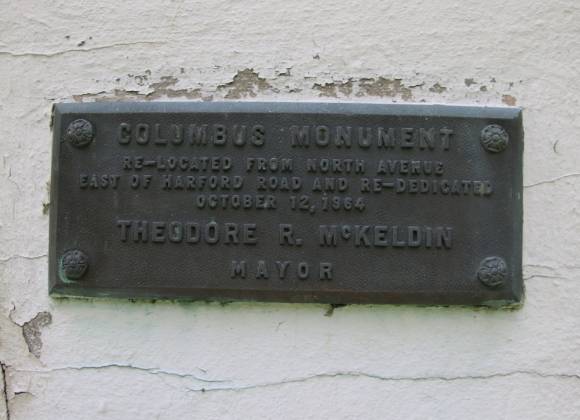 COLUMBUS MONUMENT
RE-LOCATED FROM NORTH AVENUE
EAST OF HARFORD ROAD AND RE-DEDICATED
OCTOBER 12, 1964
THEODORE R. McKELDIN
MAYOR